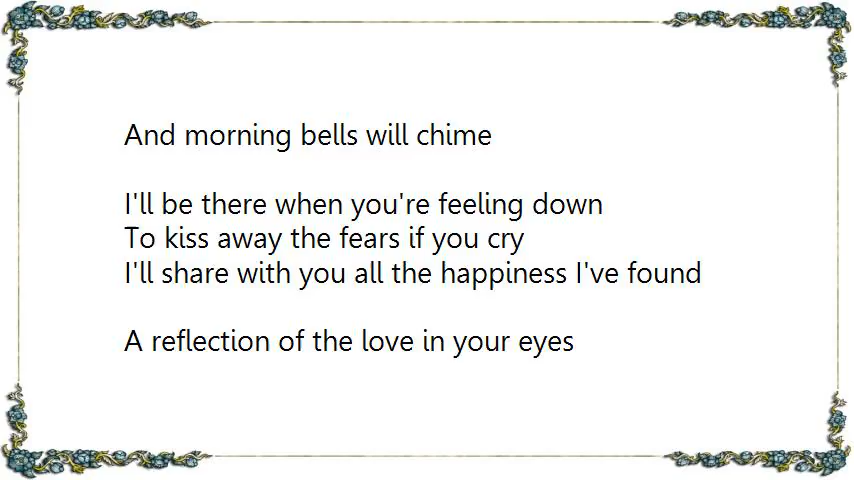 And morning bells will chime
I'll be there when you're feeling down
To kiss away the fears if you cry
I'll share with you all the happiness I've found
A reflection of the love in your eyes